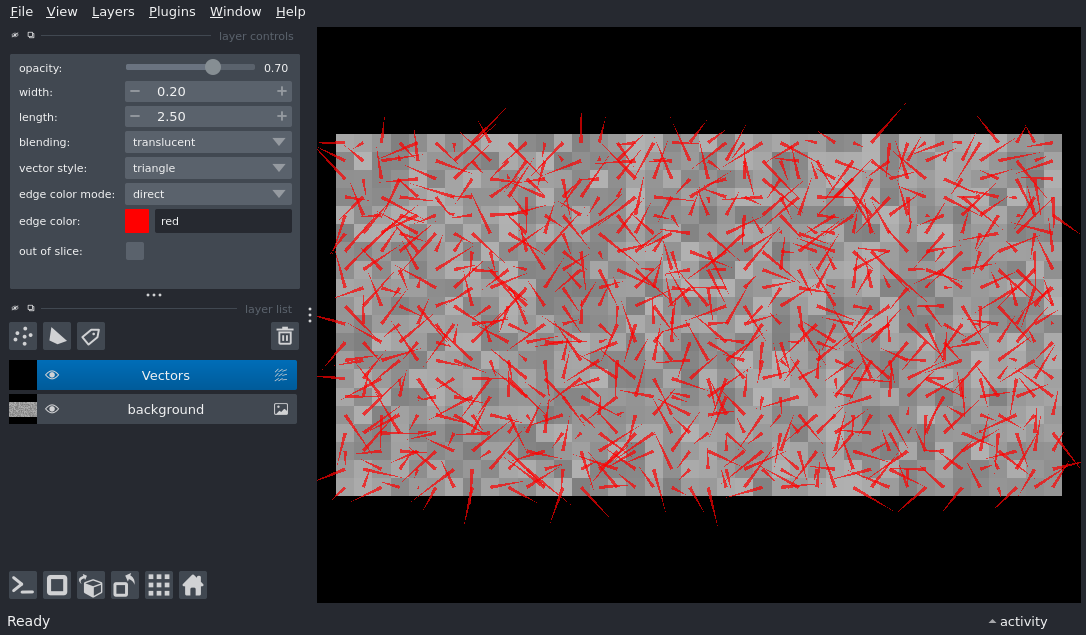 File View Layers Plugins Window Help
layer controls
opacity: 0.70
width: − 0.20 +
length: − 2.50 +
blending: translucent
vector style: triangle
edge color mode: direct
edge color: red
out of slice:
layer list
Vectors
background
Ready
activity